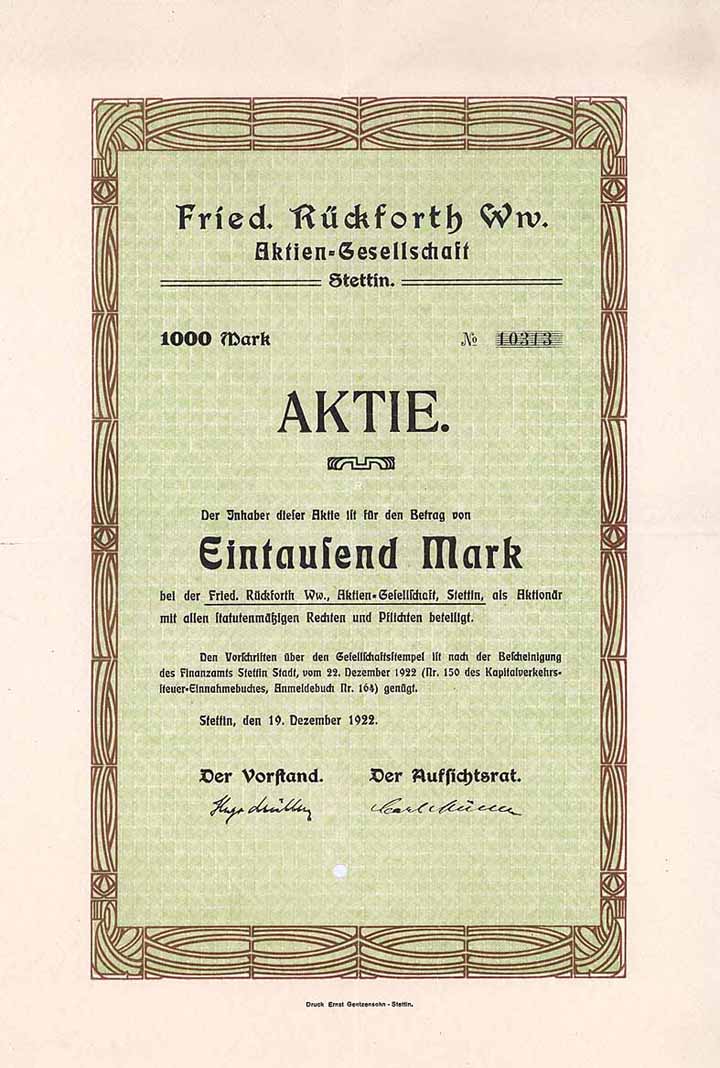 Fried. Rückforth Ww.
Aktien-Gesellschaft
Stettin.
1000 Mark № 10313
AKTIE.
Der Inhaber dieser Aktie ist für den Betrag von
Eintausend Mark
bei der Fried. Rückforth Ww., Aktien-Gesellschaft, Stettin, als Aktionär
mit allen statutenmäßigen Rechten und Pflichten beteiligt.
Den Vorschriften über den Gesellschaftsstempel ist nach der Bescheinigung
des Finanzamts Stettin Stadt, vom 22. Dezember 1922 (Nr. 150 des Kapitalverkehrs-
steuer-Einnahmebuches, Anmeldebuch Nr. 164) genügt.
Stettin, den 19. Dezember 1922.
Der Vorstand. Der Aufsichtsrat.
Druck Ernst Gentzensohn - Stettin.